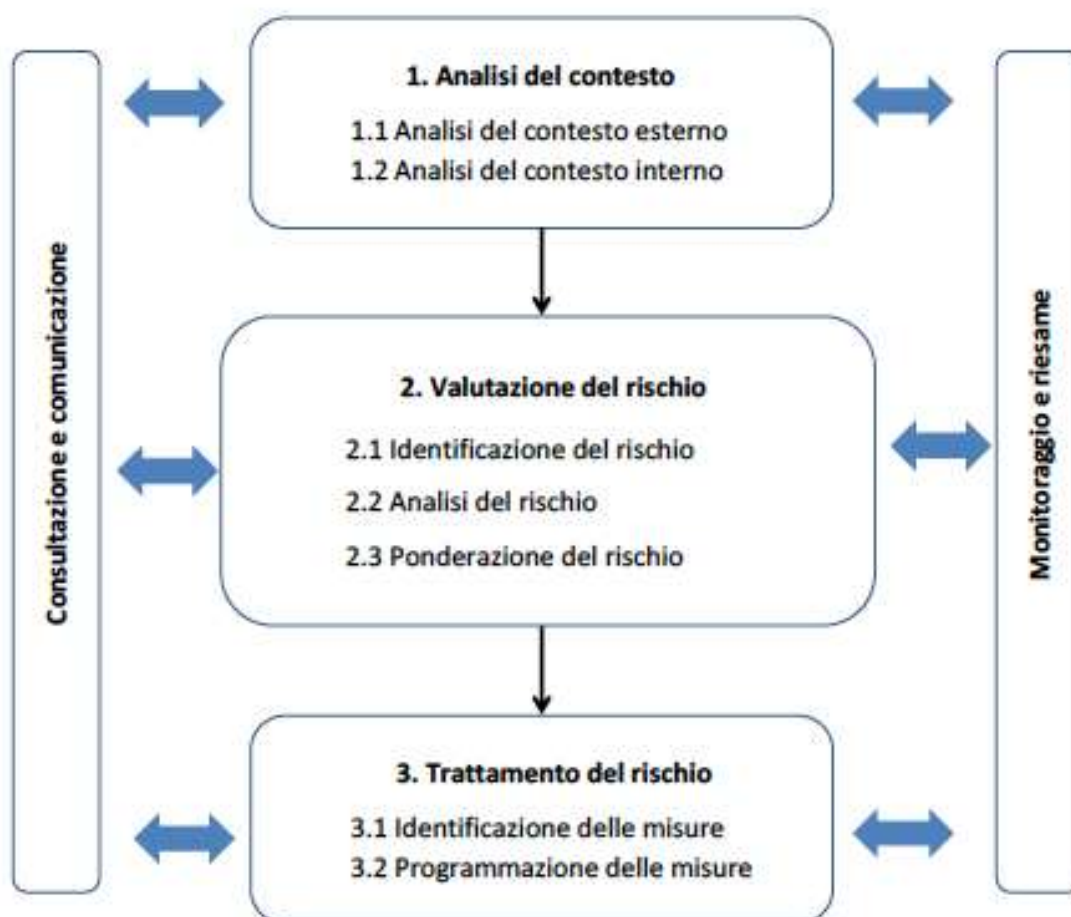 Consultazione e comunicazione
1. Analisi del contesto
1.1 Analisi del contesto esterno
1.2 Analisi del contesto interno
2. Valutazione del rischio
2.1 Identificazione del rischio
2.2 Analisi del rischio
2.3 Ponderazione del rischio
3. Trattamento del rischio
3.1 Identificazione delle misure
3.2 Programmazione delle misure
Monitoraggio e riesame